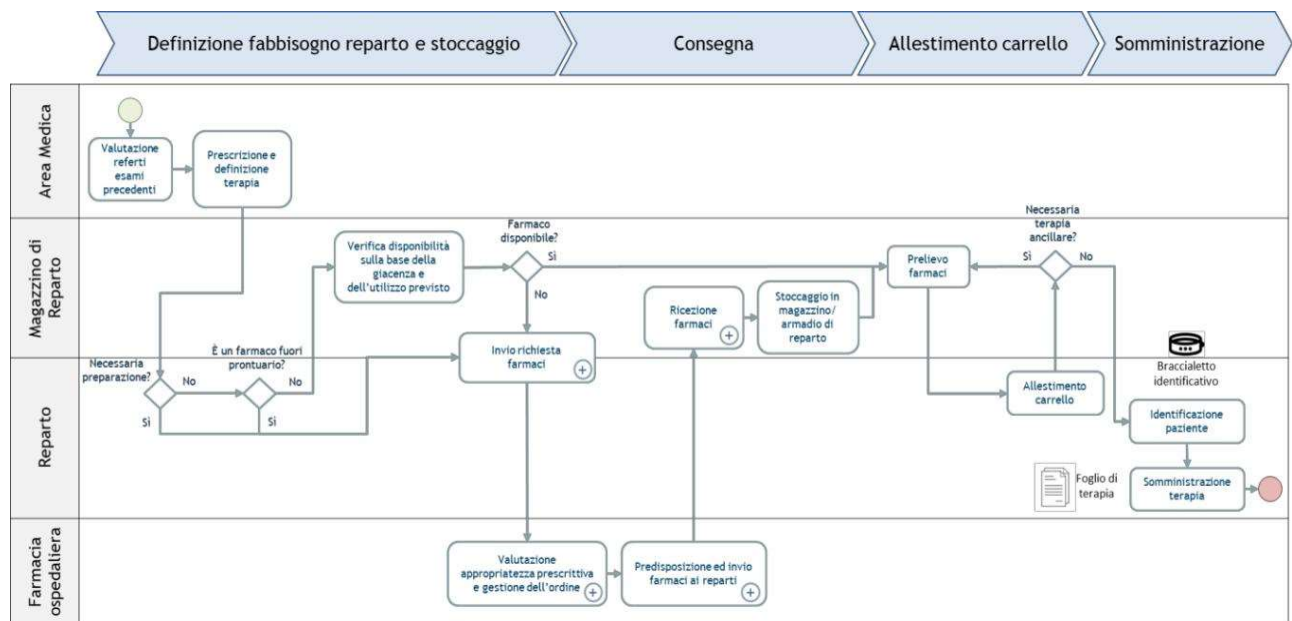 Definizione fabbisogno reparto e stoccaggio
Consegna
Allestimento carrello
Somministrazione
Area Medica
Valutazione
referti
esami
precedenti
Prescrizione e
definizione
terapia
Magazzino di
Reparto
Verifica disponibilità
sulla base della
giacenza e
dell'utilizzo previsto
Farmaco
disponibile?
Sì
No
Invio richiesta
farmaci
Ricezione
farmaci
Stoccaggio in
magazzino/
armadio di
reparto
Prelievo
farmaci
Necessaria
terapia
ancillare?
Sì
No
Reparto
Necessaria
preparazione?
No
Sì
È un farmaco fuori
prontuario?
No
Sì
Allestimento
carrello
Braccialetto
identificativo
Identificazione
paziente
Foglio di
terapia
Somministrazione
terapia
Farmacia
ospedaliera
Valutazione
appropriatezza prescrittiva
e gestione dell'ordine
Predisposizione ed invio
farmaci ai reparti